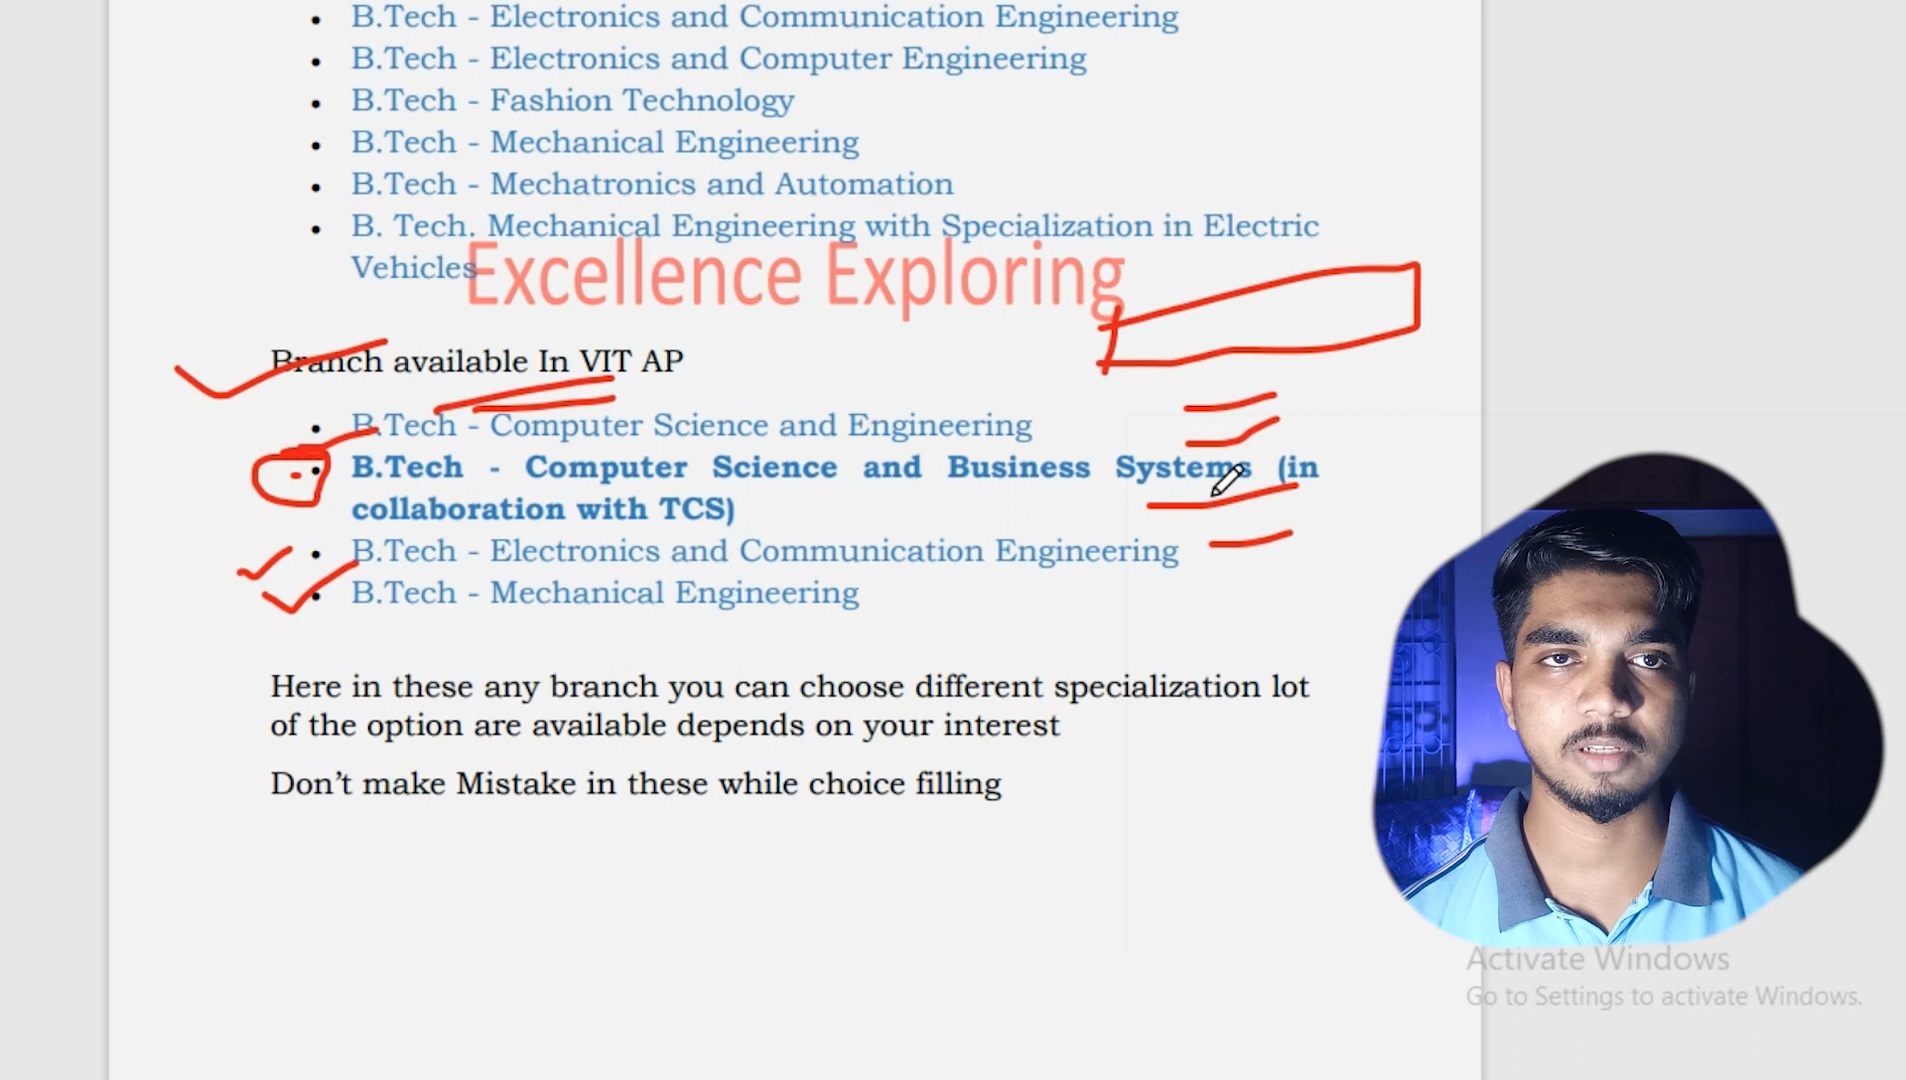 B.Tech - Electronics and Communication Engineering
B.Tech - Electronics and Computer Engineering
B.Tech - Fashion Technology
B.Tech - Mechanical Engineering
B.Tech - Mechatronics and Automation
B. Tech. Mechanical Engineering with Specialization in Electric
Vehicles
Excellence Exploring
Branch available In VIT AP
B.Tech - Computer Science and Engineering
B.Tech - Computer Science and Business Systems (in
collaboration with TCS)
B.Tech - Electronics and Communication Engineering
B.Tech - Mechanical Engineering
Here in these any branch you can choose different specialization lot
of the option are available depends on your interest
Don’t make Mistake in these while choice filling
Activate Windows
Go to Settings to activate Windows.